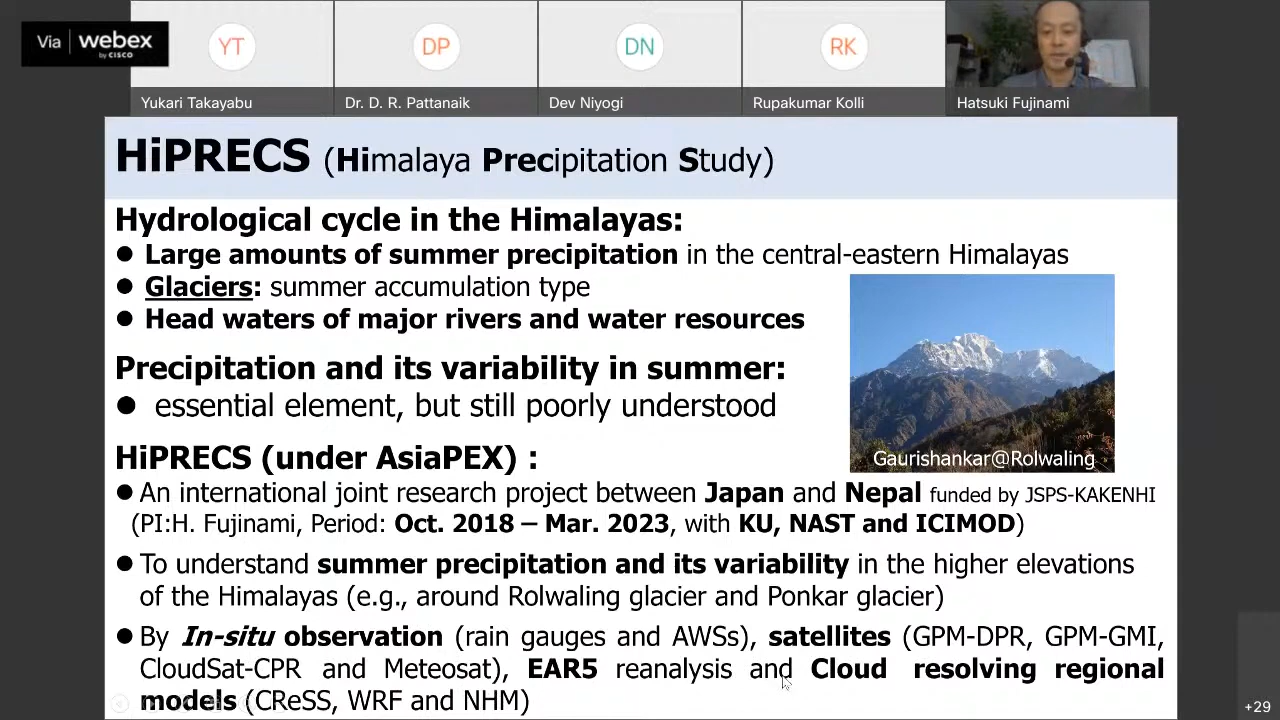 Via webex
by CISCO
YT
DP
DN
RK
Yukari Takayabu
Dr. D. R. Pattanaik
Dev Niyogi
Rupakumar Kolli
Hatsuki Fujinami
HiPRECS (Himalaya Precipitation Study)
Hydrological cycle in the Himalayas:
● Large amounts of summer precipitation in the central-eastern Himalayas
● Glaciers: summer accumulation type
● Head waters of major rivers and water resources
Precipitation and its variability in summer:
● essential element, but still poorly understood
Gaurishankar@Rolwaling
HiPRECS (under AsiaPEX) :
● An international joint research project between Japan and Nepal funded by JSPS-KAKENHI
(PI:H. Fujinami, Period: Oct. 2018 – Mar. 2023, with KU, NAST and ICIMOD)
● To understand summer precipitation and its variability in the higher elevations
of the Himalayas (e.g., around Rolwaling glacier and Ponkar glacier)
● By In-situ observation (rain gauges and AWSs), satellites (GPM-DPR, GPM-GMI,
CloudSat-CPR and Meteosat), EAR5 reanalysis and Cloud resolving regional
models (CReSS, WRF and NHM)
+29